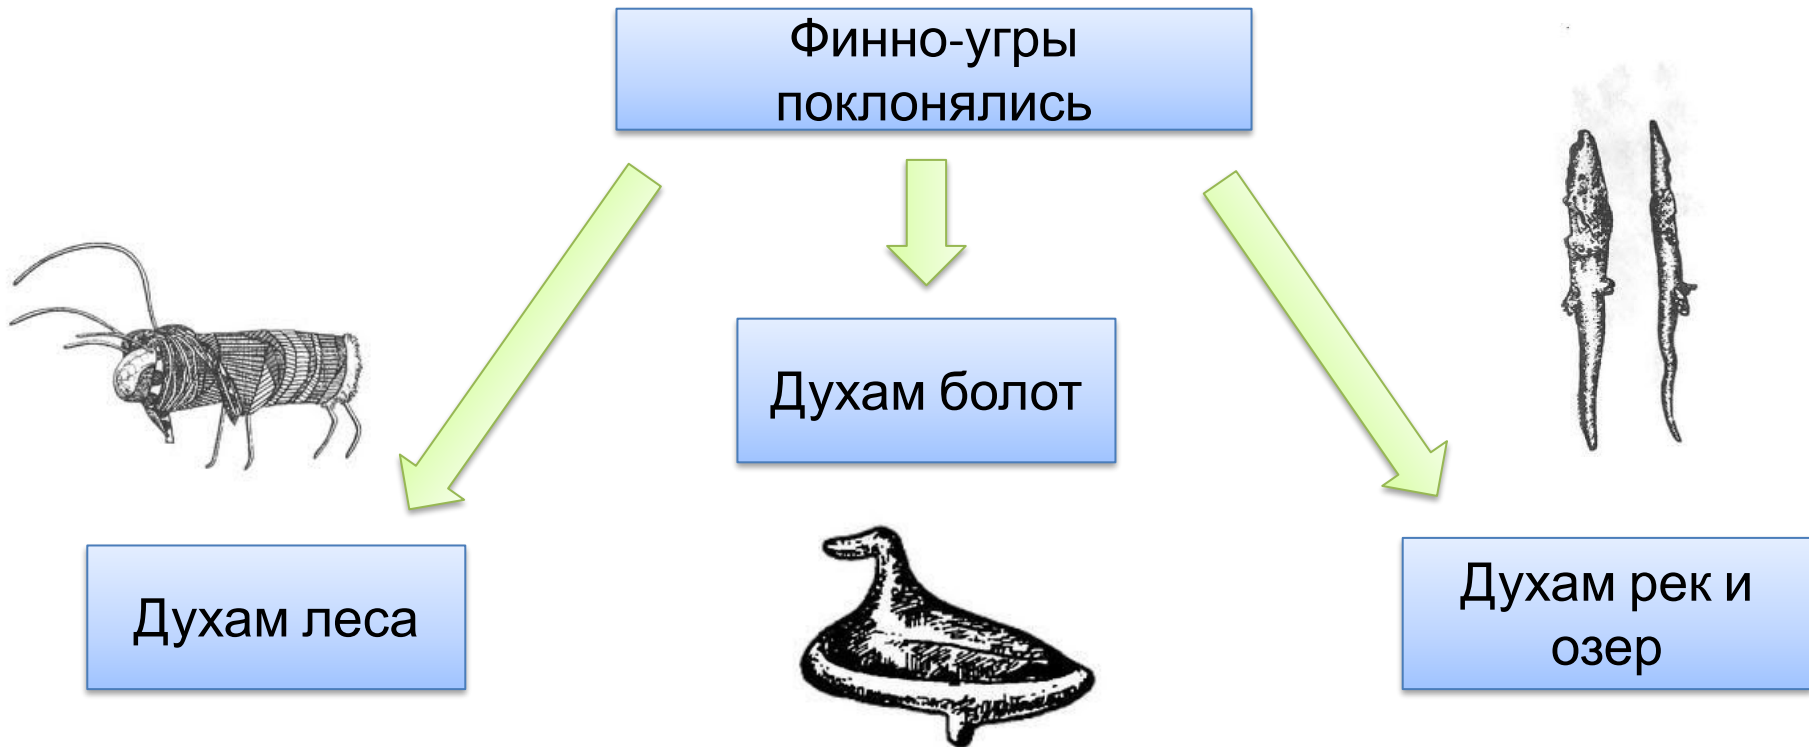 Финно-угры
поклонялись
Духам болот
Духам леса
Духам рек и
озер